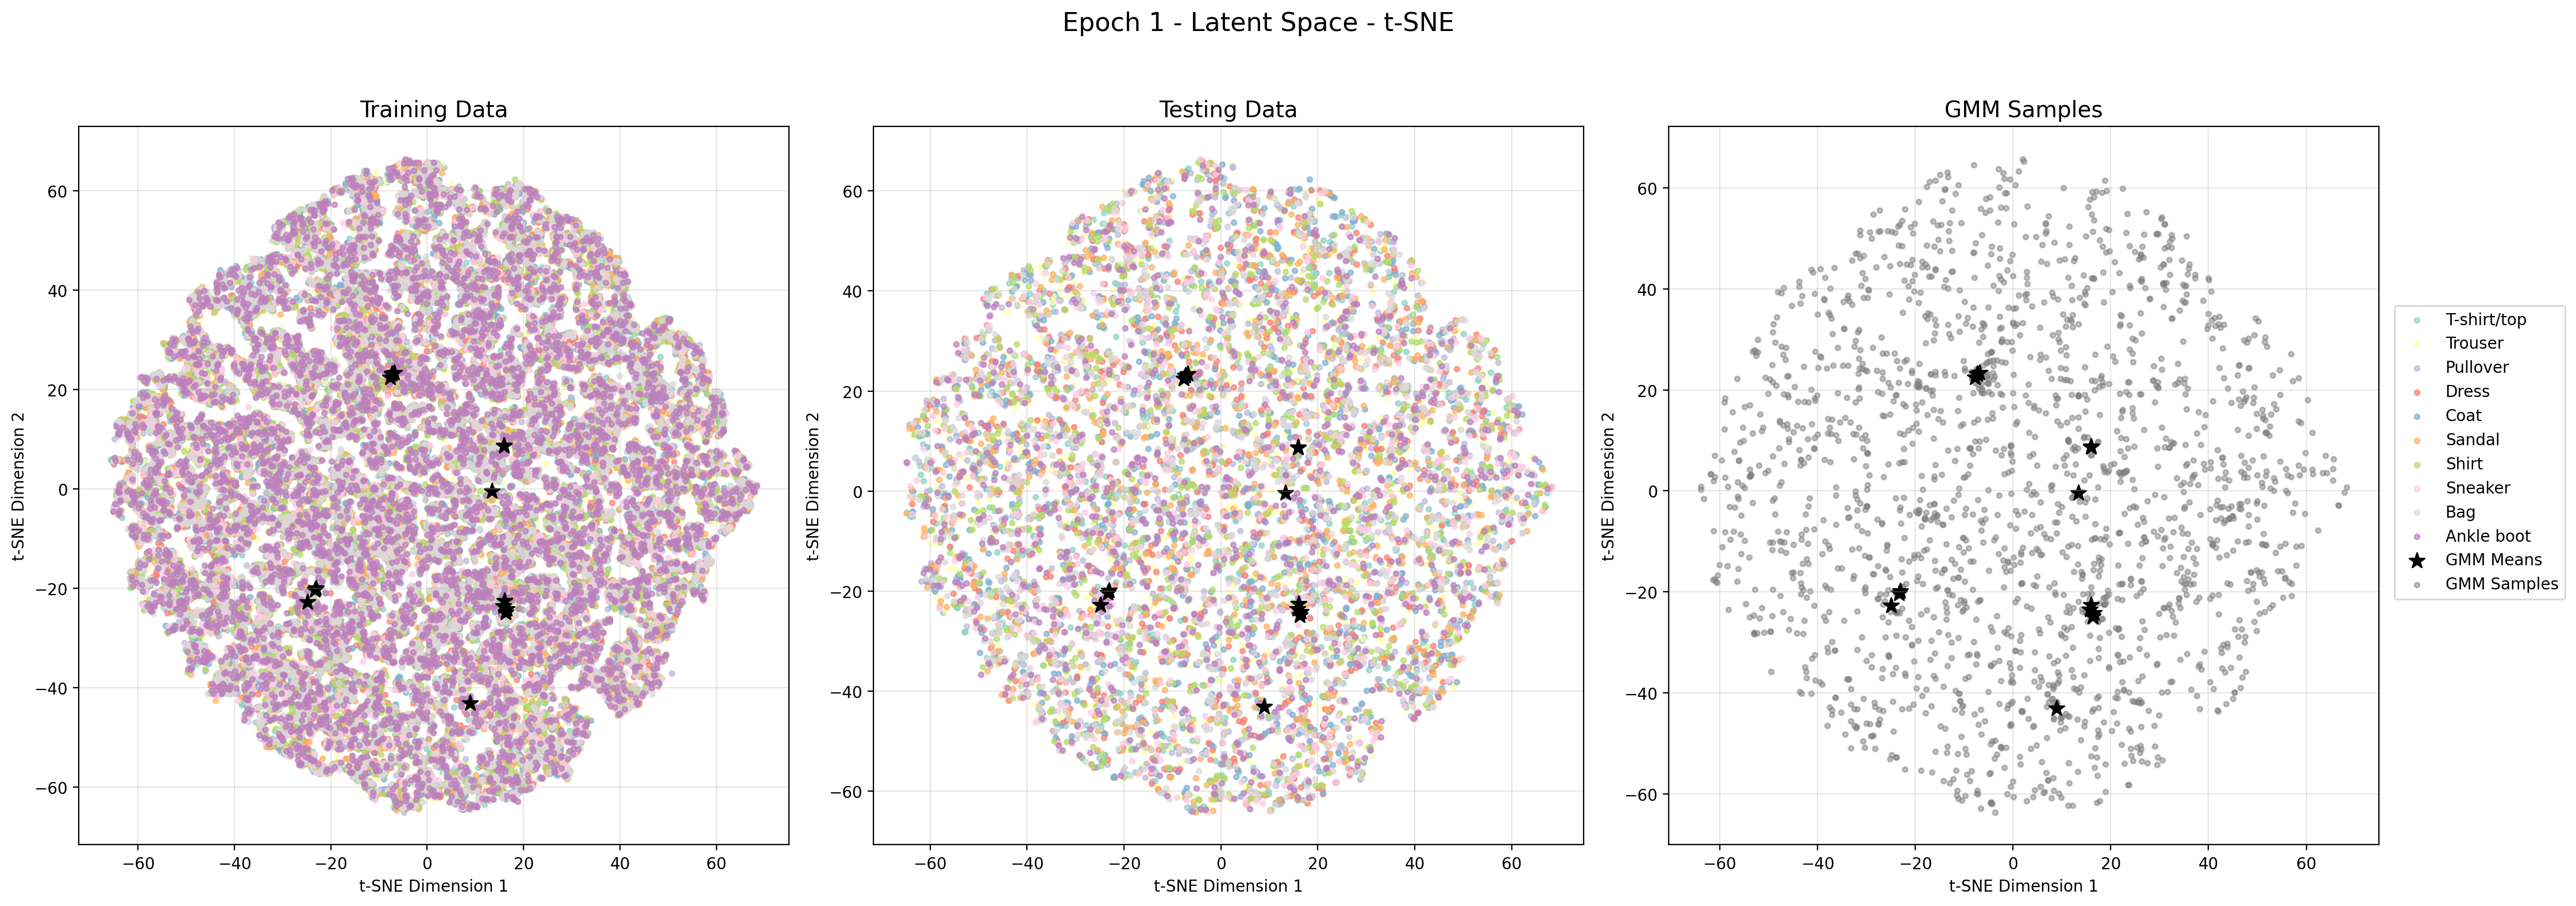 Epoch 1 - Latent Space - t-SNE
Training Data
60
40
20
0
−20
−40
−60
−60 −40 −20 0 20 40 60
t-SNE Dimension 1
t-SNE Dimension 2
Testing Data
60
40
20
0
−20
−40
−60
−60 −40 −20 0 20 40 60
t-SNE Dimension 1
t-SNE Dimension 2
GMM Samples
60
40
20
0
−20
−40
−60
−60 −40 −20 0 20 40 60
t-SNE Dimension 1
t-SNE Dimension 2
T-shirt/top
Trouser
Pullover
Dress
Coat
Sandal
Shirt
Sneaker
Bag
Ankle boot
GMM Means
GMM Samples